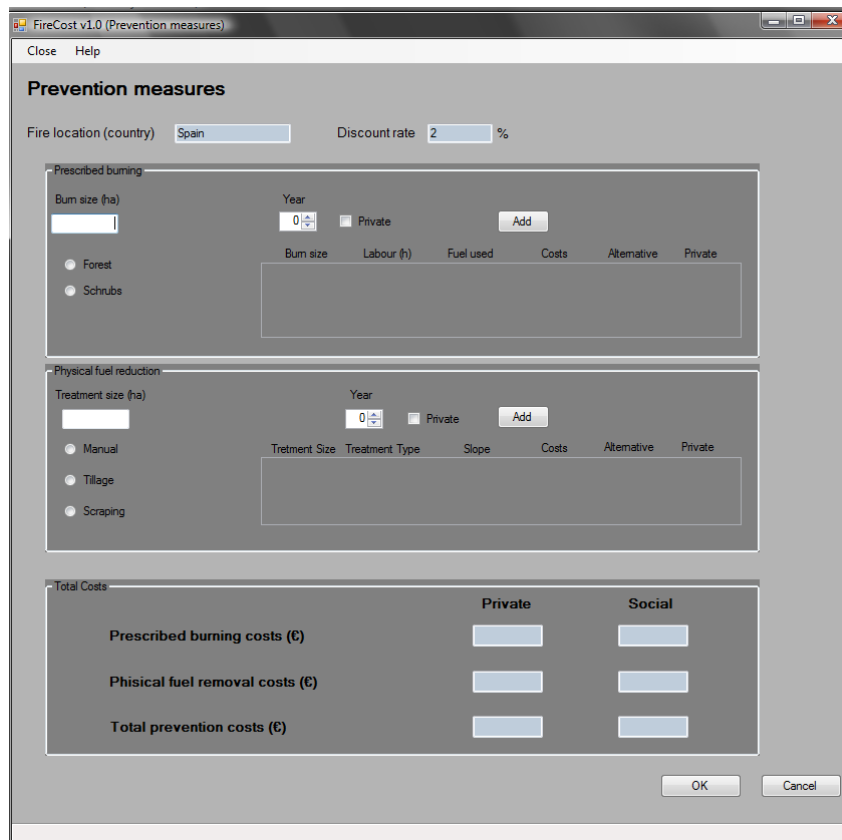 FireCost v1.0 (Prevention measures)
Close Help
Prevention measures
Fire location (country) Spain Discount rate 2 %
Prescribed burning
Burn size (ha) Year
0 Private Add
Forest
Schrubs
Burn size Labour (h) Fuel used Costs Alternative Private
Physical fuel reduction
Treatment size (ha) Year
0 Private Add
Manual
Tillage
Scraping
Tretment Size Treatment Type Slope Costs Alternative Private
Total Costs
Private Social
Prescribed burning costs (€)
Phisical fuel removal costs (€)
Total prevention costs (€)
OK Cancel